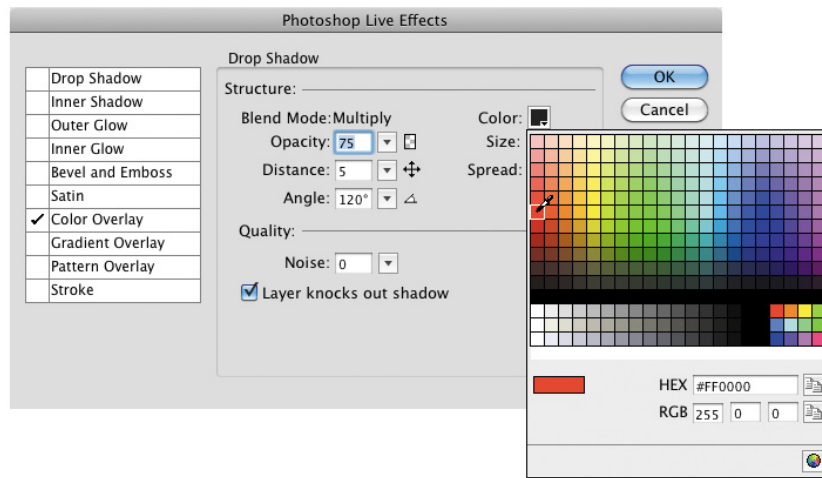 Photoshop Live Effects
Drop Shadow
Inner Shadow
Outer Glow
Inner Glow
Bevel and Emboss
Satin
Color Overlay
Gradient Overlay
Pattern Overlay
Stroke
Drop Shadow
Structure:
Blend Mode:Multiply
Color:
Opacity: 75
Size:
Distance: 5
Spread:
Angle: 120°
Quality:
Noise: 0
Layer knocks out shadow
OK
Cancel
HEX #FF0000
RGB 255 0 0